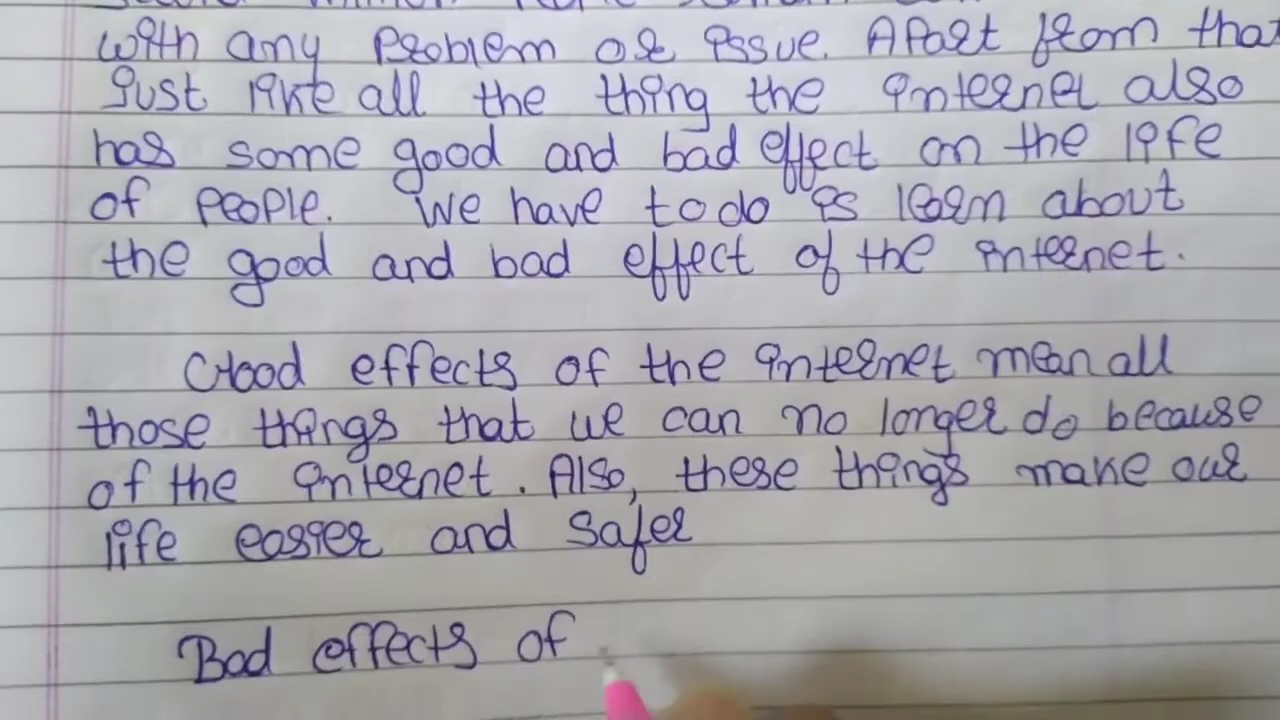 with any problem or issue. Apart from that
Just like all the thing the internet also
has some good and bad effect on the life
of people. We have to do is learn about
the good and bad effect of the internet.
Good effects of the internet mean all
those things that we can no longer do because
of the internet. Also, these things make our
life easier and safer
Bad effects of